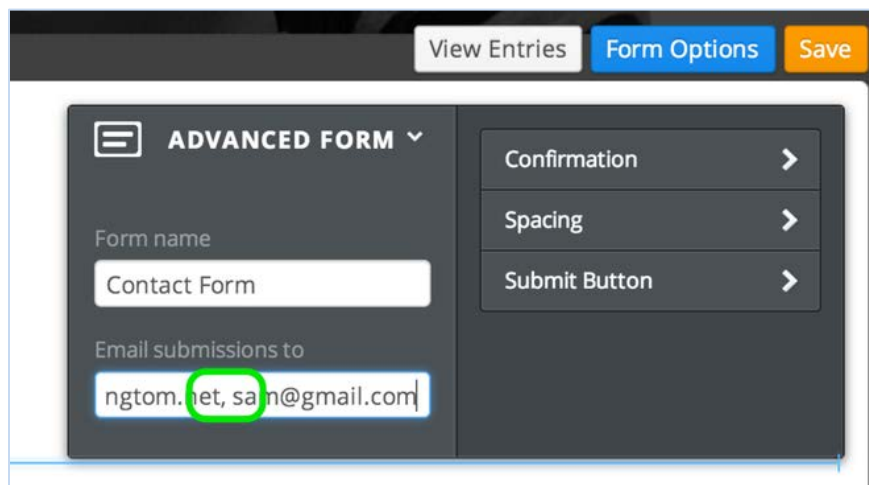 View Entries Form Options Save
ADVANCED FORM
Form name
Contact Form
Email submissions to
ngtom.net, sam@gmail.com
Confirmation
Spacing
Submit Button